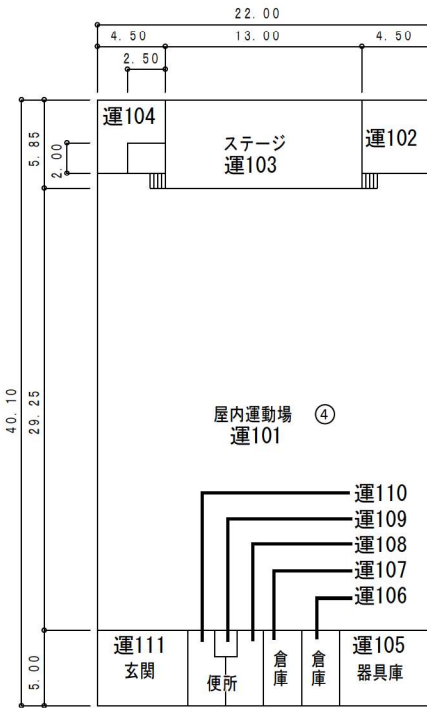 22.00
4.50
13.00
4.50
2.50
運104
ステージ
運103
運102
5.85
2.00
40.10
29.25
屋内運動場 ④
運101
運110
運109
運108
運107
運106
運111
玄関
便所
倉庫
倉庫
運105
器具庫
5.00